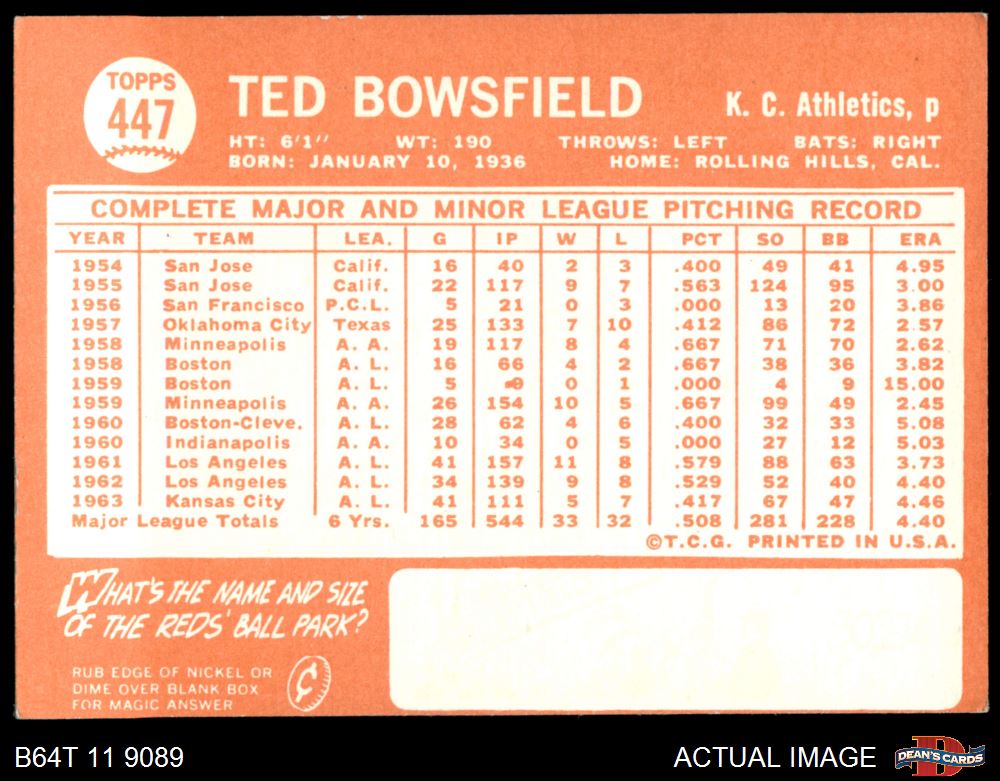 TOPPS
447
TED BOWSFIELD
K. C. Athletics, p
HT: 6'1" WT: 190 THROWS: LEFT BATS: RIGHT
BORN: JANUARY 10, 1936 HOME: ROLLING HILLS, CAL.
COMPLETE MAJOR AND MINOR LEAGUE PITCHING RECORD
YEAR TEAM LEA. G IP W L PCT SO BB ERA
1954 San Jose Calif. 16 40 2 3 .400 49 41 4.95
1955 San Jose Calif. 22 117 9 7 .563 124 95 3.00
1956 San Francisco P.C.L. 5 21 0 3 .000 13 20 3.86
1957 Oklahoma City Texas 25 133 7 10 .412 86 72 2.57
1958 Minneapolis A. A. 19 117 8 4 .667 71 70 2.62
1958 Boston A. L. 16 66 4 2 .667 38 36 3.82
1959 Boston A. L. 5 9 0 1 .000 4 9 15.00
1959 Minneapolis A. A. 26 154 10 5 .667 99 49 2.45
1960 Boston-Cleve. A. L. 28 62 4 6 .400 32 33 5.08
1960 Indianapolis A. A. 10 34 0 5 .000 27 12 5.03
1961 Los Angeles A. L. 41 157 11 8 .579 88 63 3.73
1962 Los Angeles A. L. 34 139 9 8 .529 52 40 4.40
1963 Kansas City A.L. 41 111 5 7 .417 67 47 4.46
Major League Totals 6 Yrs. 165 544 33 32 .508 281 228 4.40
©T.C.G. PRINTED IN U.S.A.
WHAT'S THE NAME AND SIZE
OF THE REDS' BALL PARK?
RUB EDGE OF NICKEL OR
DIME OVER BLANK BOX
FOR MAGIC ANSWER
¢
B64T 11 9089
ACTUAL IMAGE
DEAN'S CARDS